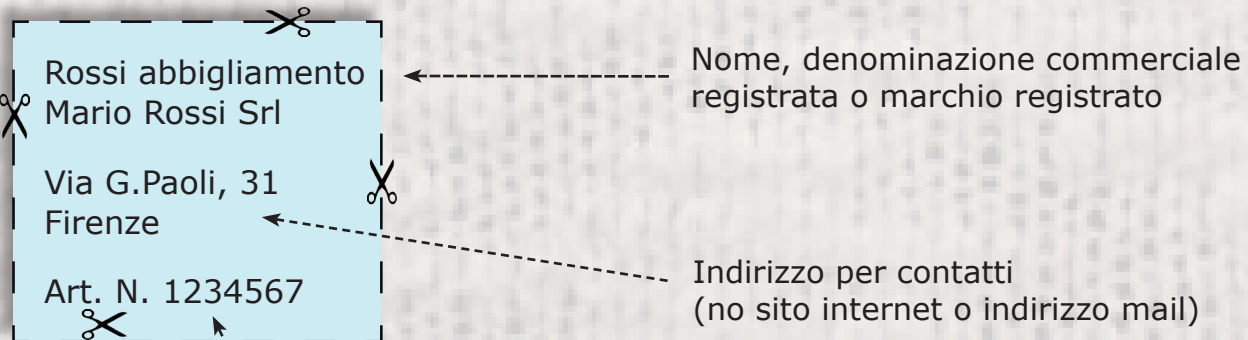 Rossi abbigliamento
Mario Rossi Srl
Via G.Paoli, 31
Firenze
Art. N. 1234567
Nome, denominazione commerciale
registrata o marchio registrato
Indirizzo per contatti
(no sito internet o indirizzo mail)